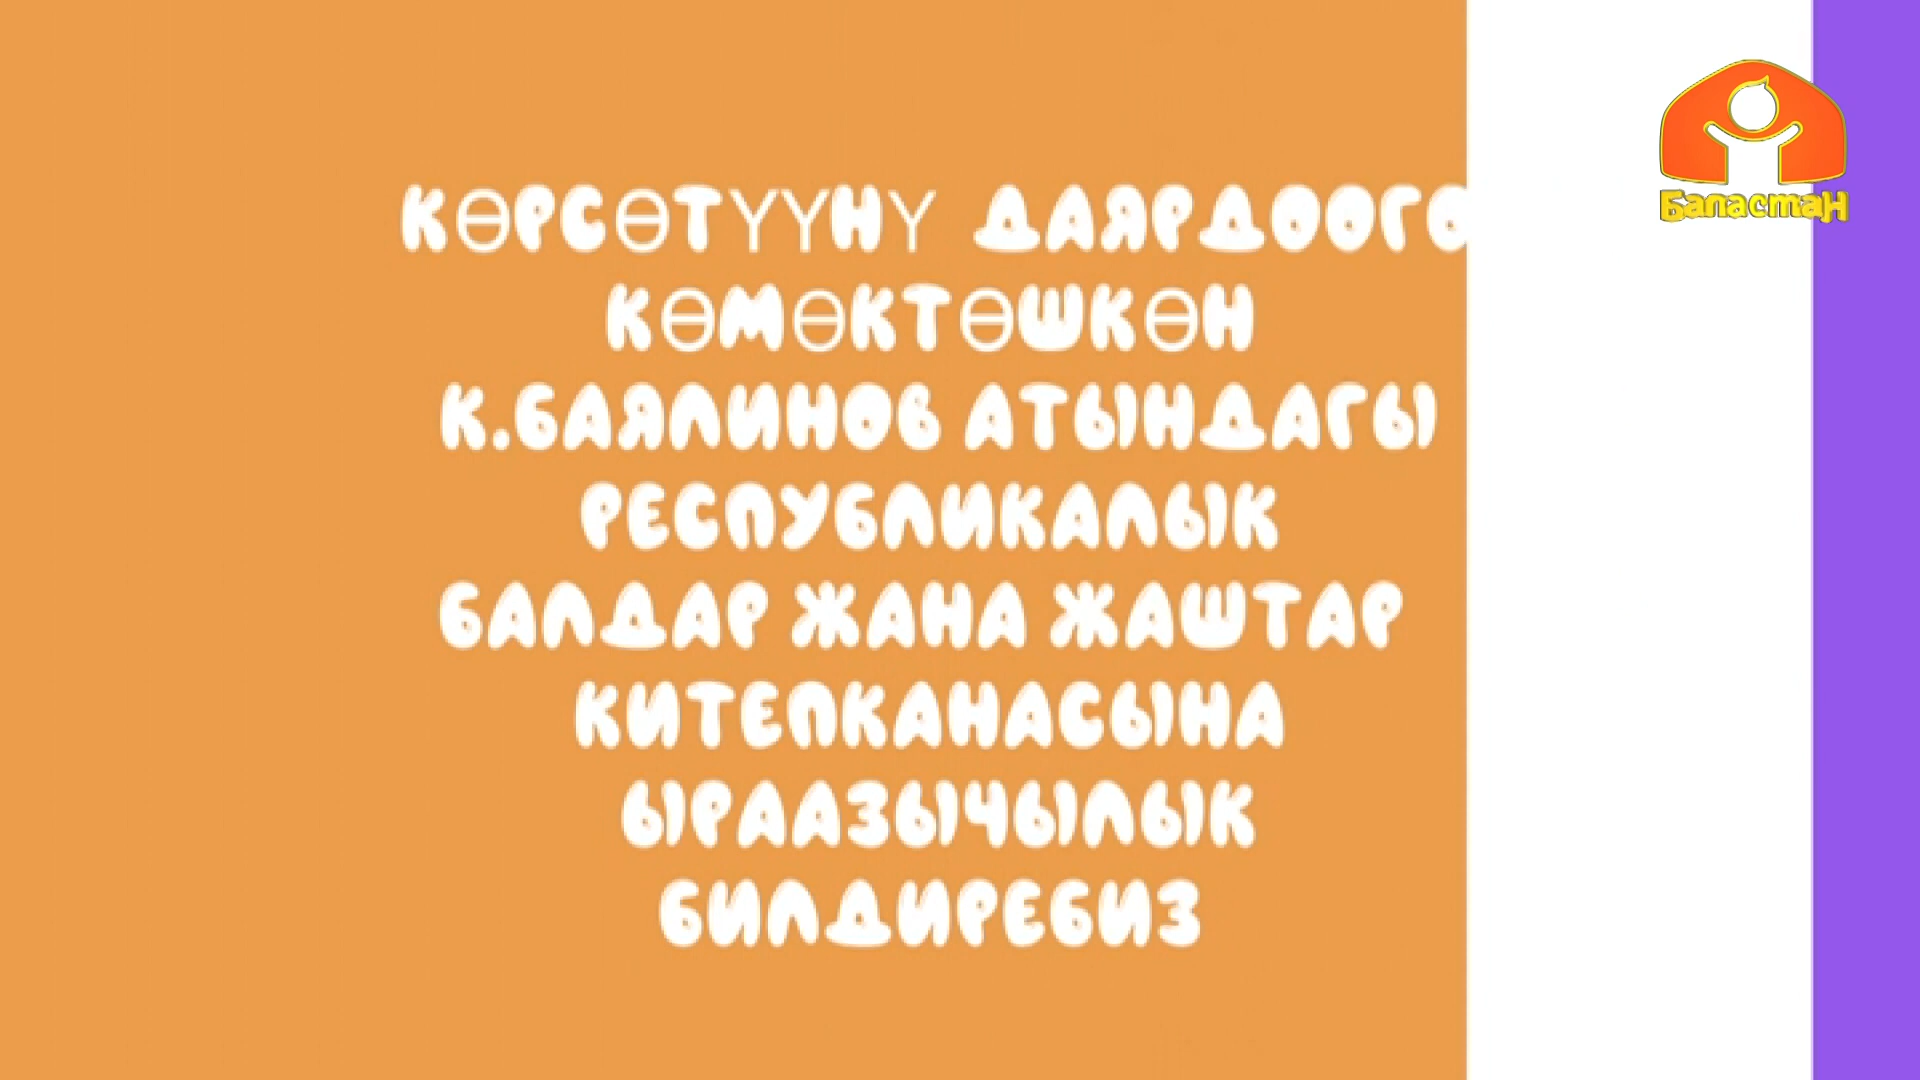 КӨРСӨТҮҮНҮ ДАЯРДООГО
КӨМӨКТӨШКӨН
К.БАЯЛИНОВ АТЫНДАГЫ
РЕСПУБЛИКАЛЫК
БАЛДАР ЖАНА ЖАШТАР
КИТЕПКАНАСЫНА
ЫРААЗЫЧЫЛЫК
БИЛДИРЕБИЗ
БаластаН